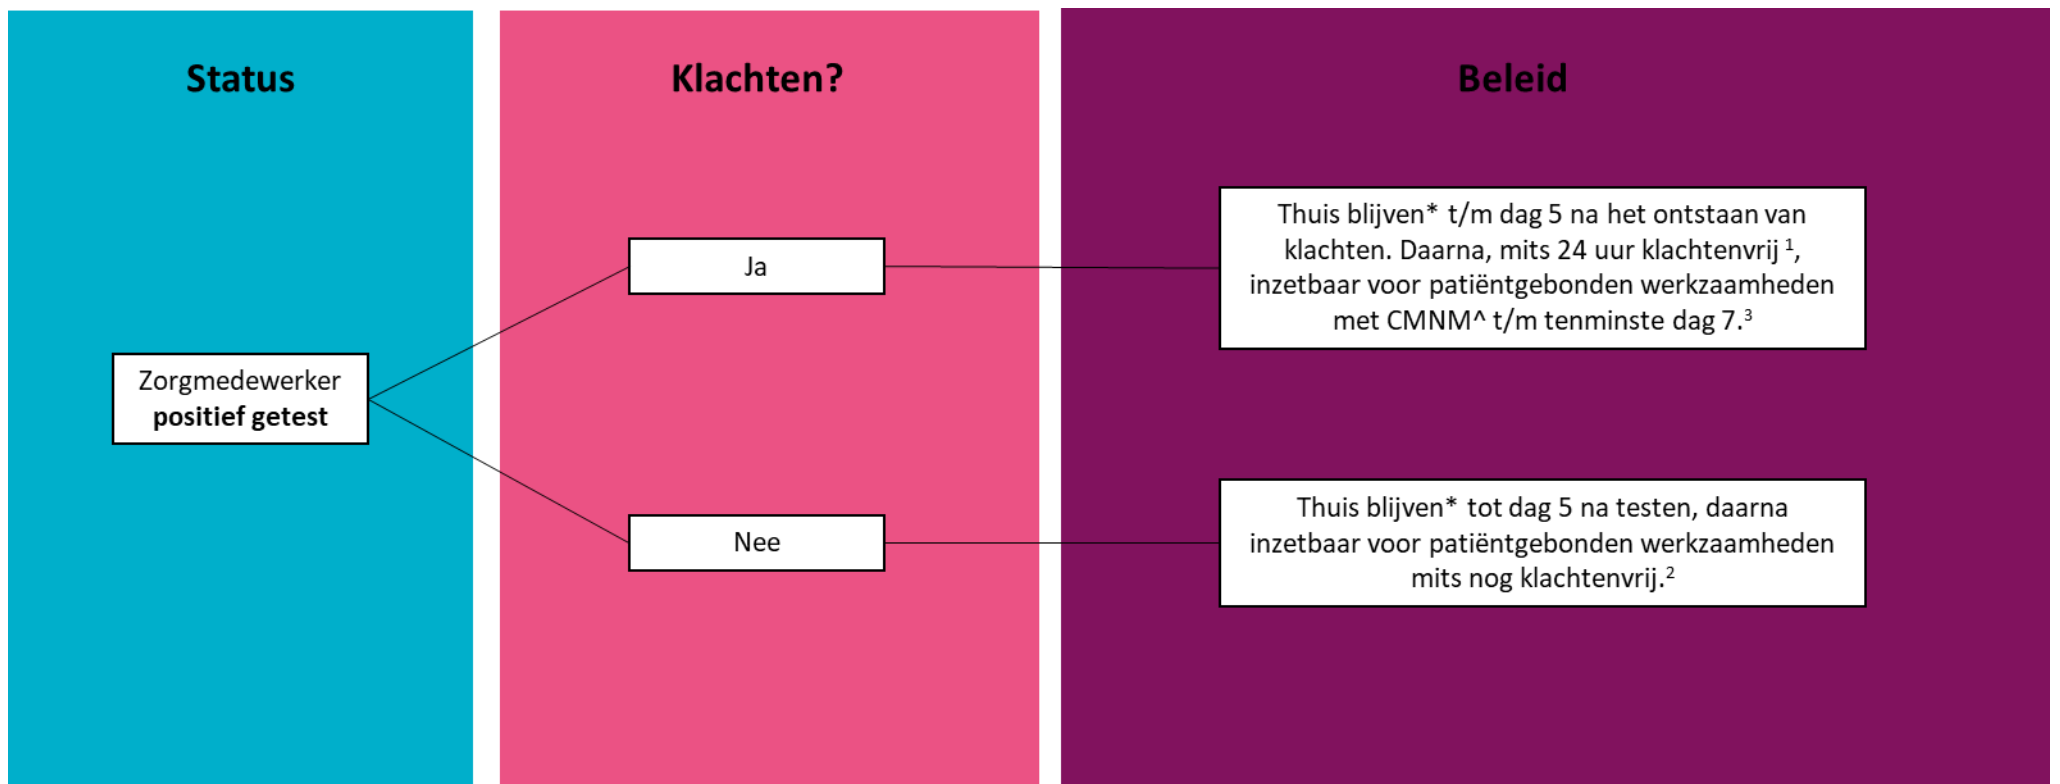 Status
Klachten?
Beleid
Zorgmedewerker
positief getest
Ja
Nee
Thuis blijven* t/m dag 5 na het ontstaan van
klachten. Daarna, mits 24 uur klachtenvrij ¹,
inzetbaar voor patiëntgebonden werkzaamheden
met CMNM^ t/m tenminste dag 7.³
Thuis blijven* tot dag 5 na testen, daarna
inzetbaar voor patiëntgebonden werkzaamheden
mits nog klachtenvrij.²